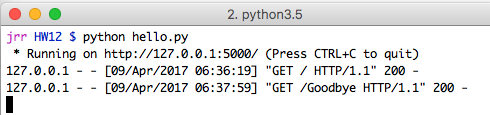 2. python3.5
jrr HW12 $ python hello.py
 * Running on http://127.0.0.1:5000/ (Press CTRL+C to quit)
127.0.0.1 - - [09/Apr/2017 06:36:19] "GET / HTTP/1.1" 200 -
127.0.0.1 - - [09/Apr/2017 06:37:59] "GET /Goodbye HTTP/1.1" 200 -